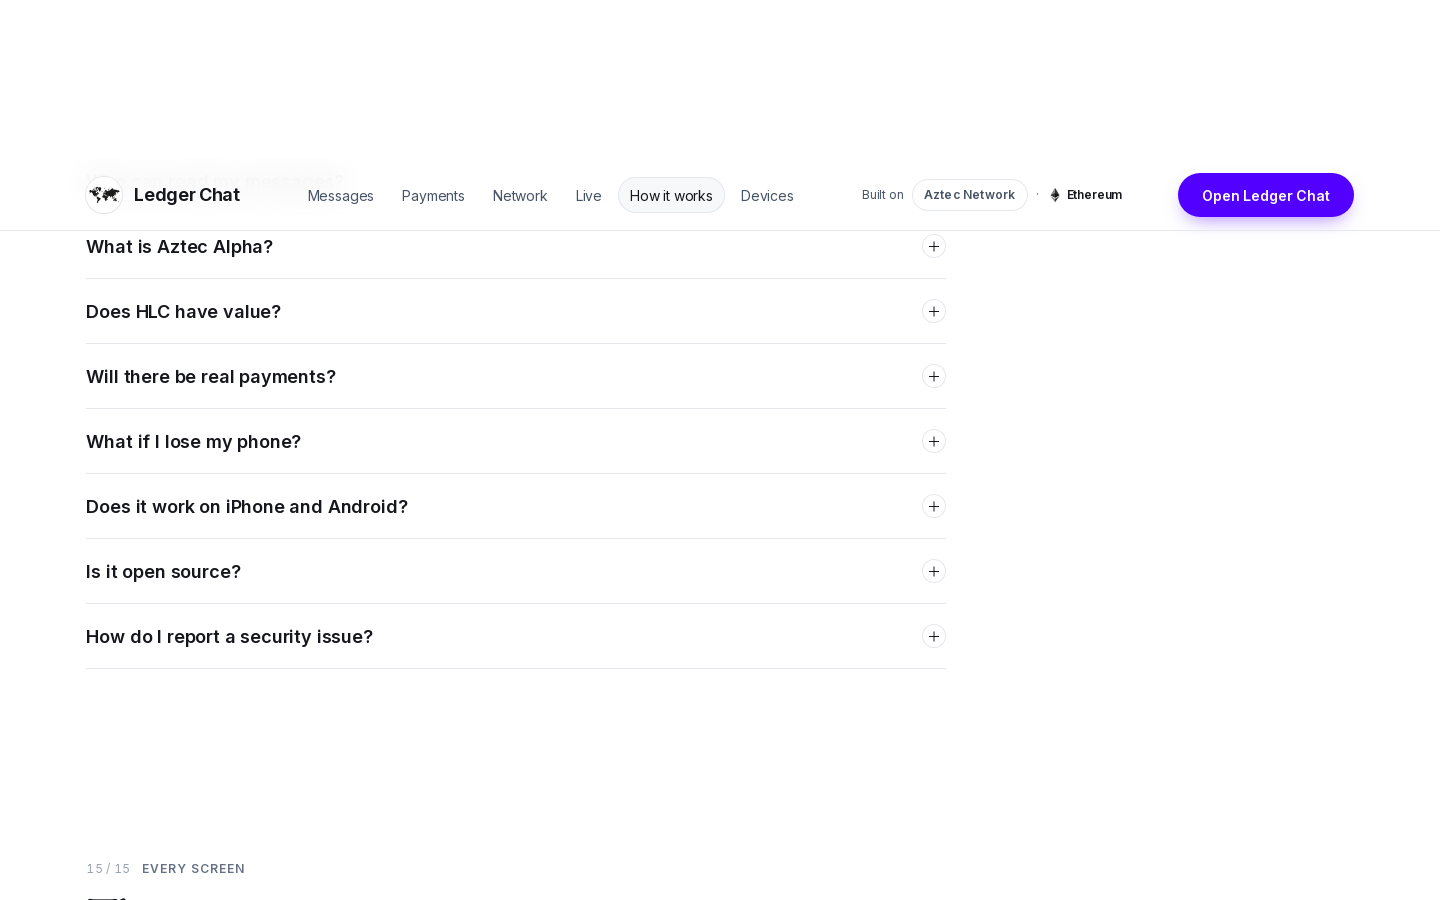 Ledger Chat
Messages
Payments
Network
Live
How it works
Devices
Built on
Aztec Network
·
Ethereum
Open Ledger Chat
What is Aztec Alpha?
Does HLC have value?
Will there be real payments?
What if I lose my phone?
Does it work on iPhone and Android?
Is it open source?
How do I report a security issue?
15 / 15 EVERY SCREEN